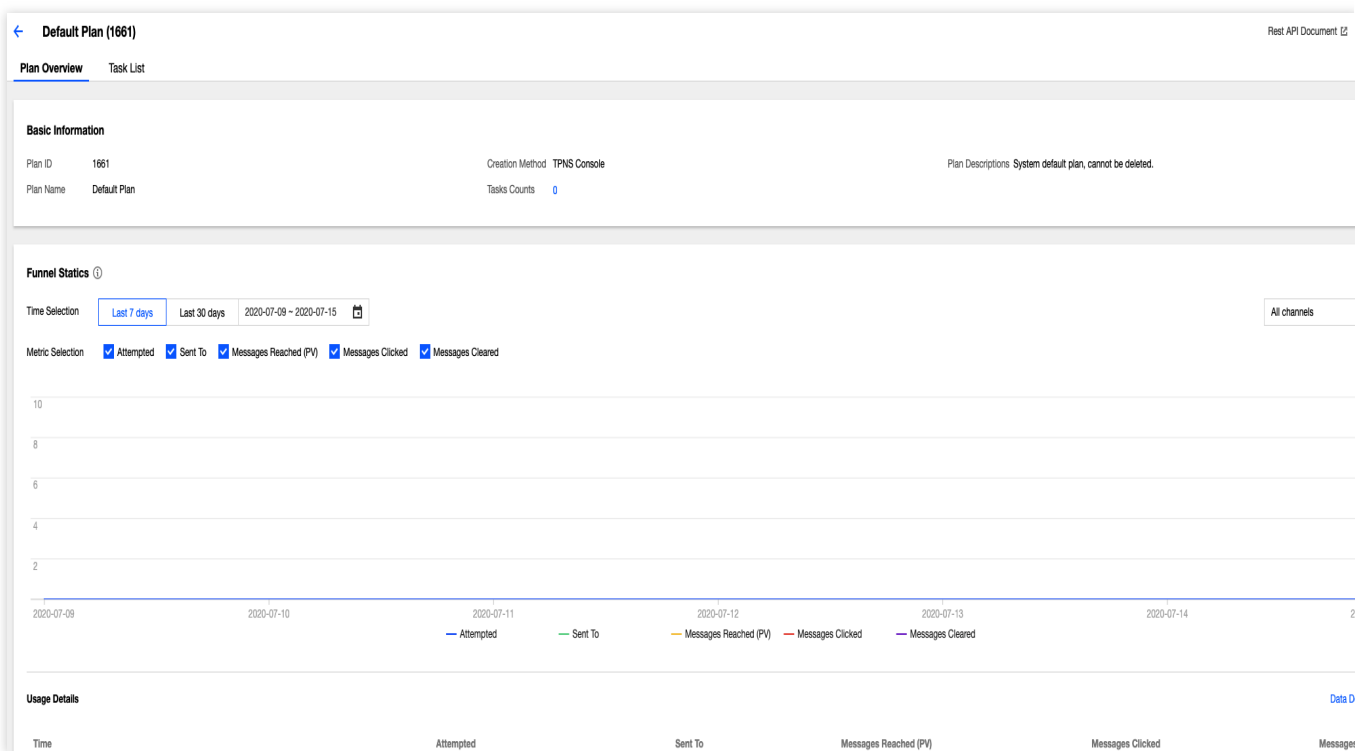 Default Plan (1661) Rest API Document
Plan Overview Task List
Basic Information
Plan ID 1661 Creation Method TPNS Console Plan Descriptions System default plan, cannot be deleted.
Plan Name Default Plan Tasks Counts 0
Funnel Statics
Time Selection Last 7 days Last 30 days 2020-07-09 ~ 2020-07-15 All channels
Metric Selection Attempted Sent To Messages Reached (PV) Messages Clicked Messages Cleared
10
8
6
4
2
2020-07-09 2020-07-10 2020-07-11 2020-07-12 2020-07-13 2020-07-14 2
Attempted Sent To Messages Reached (PV) Messages Clicked Messages Cleared
Usage Details Data D
Time Attempted Sent To Messages Reached (PV) Messages Clicked Messages